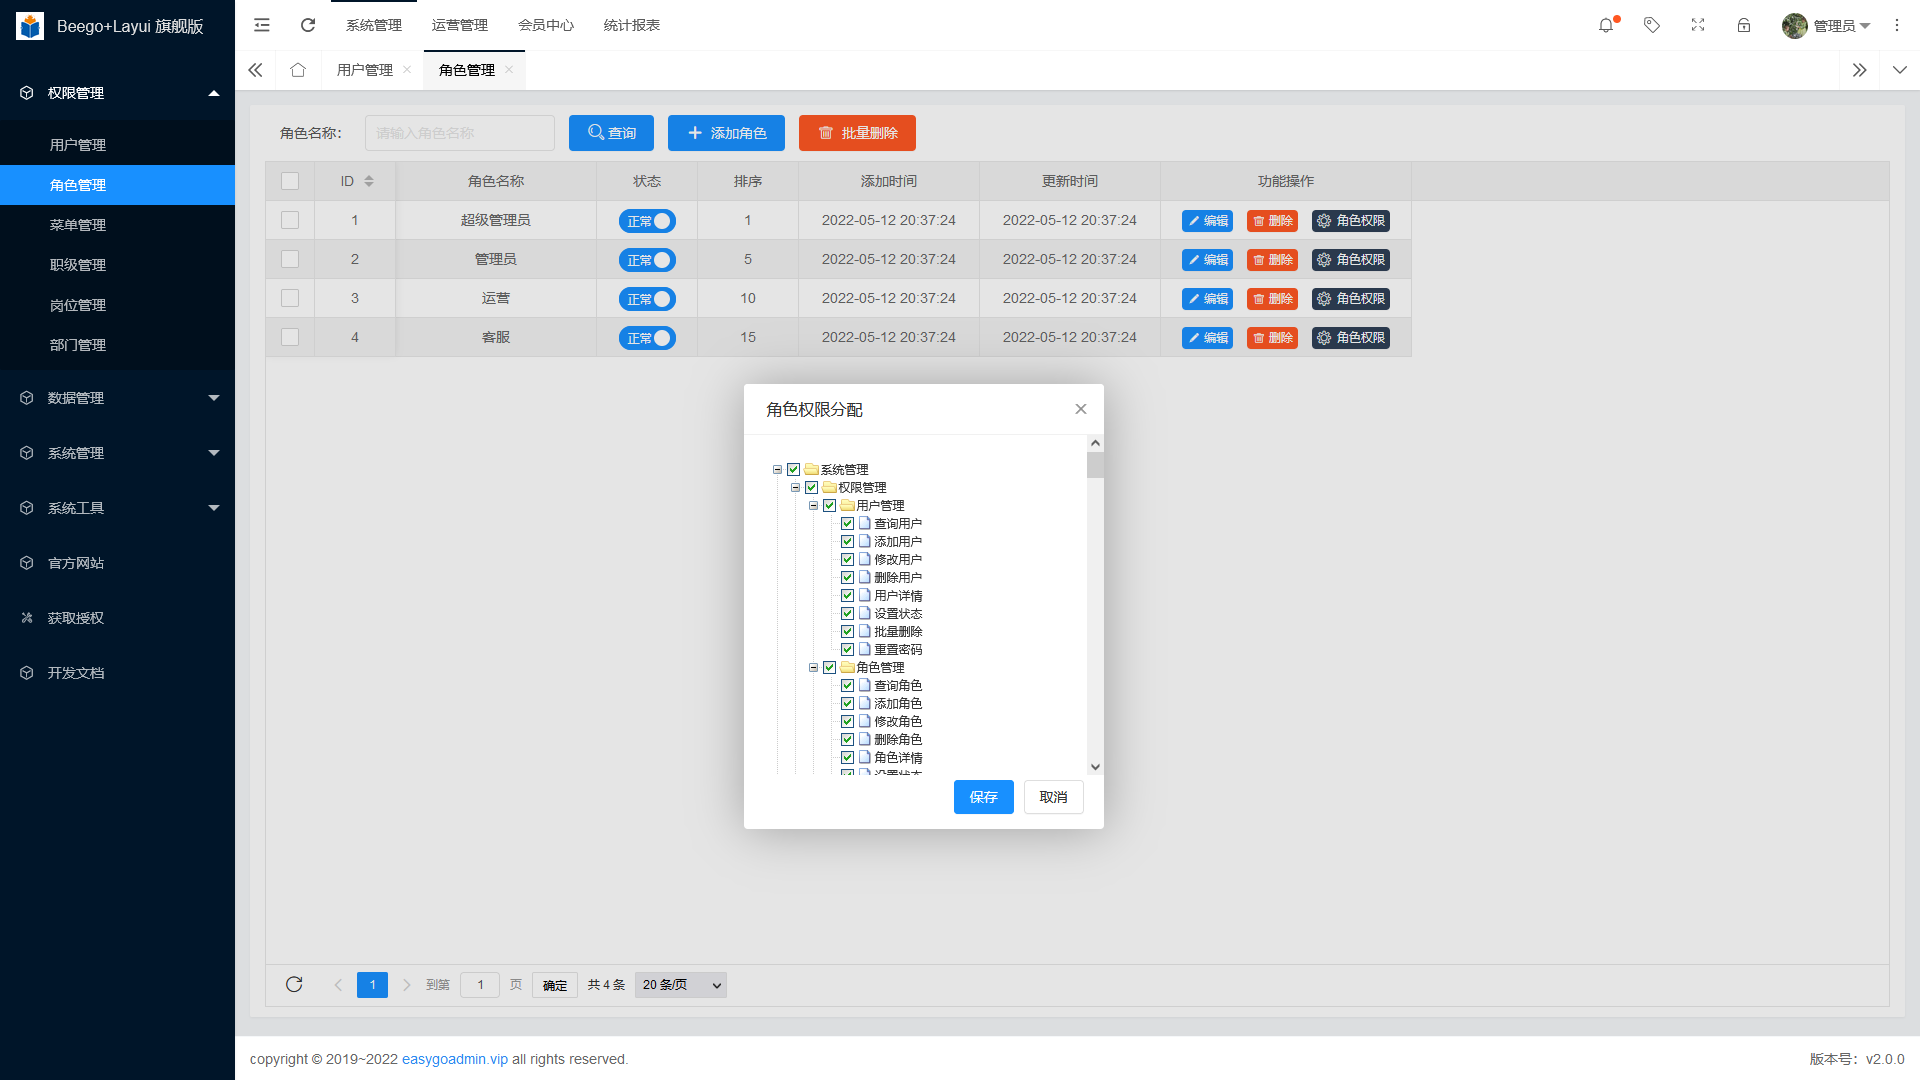 Beego+Layui 旗舰版
系统管理
运营管理
会员中心
统计报表
管理员
用户管理
角色管理
权限管理
用户管理
角色管理
菜单管理
职级管理
岗位管理
部门管理
数据管理
系统管理
系统工具
官方网站
获取授权
开发文档
角色名称：
请输入角色名称
查询
添加角色
批量删除
ID 角色名称 状态 排序 添加时间 更新时间 功能操作
1 超级管理员 正常 1 2022-05-12 20:37:24 2022-05-12 20:37:24 编辑 删除 角色权限
2 管理员 正常 5 2022-05-12 20:37:24 2022-05-12 20:37:24 编辑 删除 角色权限
3 运营 正常 10 2022-05-12 20:37:24 2022-05-12 20:37:24 编辑 删除 角色权限
4 客服 正常 15 2022-05-12 20:37:24 2022-05-12 20:37:24 编辑 删除 角色权限
角色权限分配
系统管理
权限管理
用户管理
查询用户
添加用户
修改用户
删除用户
用户详情
设置状态
批量删除
重置密码
角色管理
查询角色
添加角色
修改角色
删除角色
角色详情
设置状态
保存
取消
1 到第 1 页 确定 共 4 条 20 条/页
copyright © 2019~2022 easygoadmin.vip all rights reserved.
版本号：v2.0.0